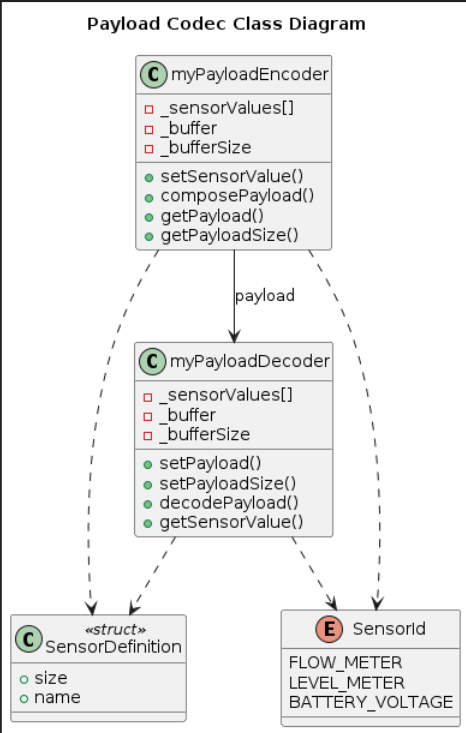 Payload Codec Class Diagram
C myPayloadEncoder
_sensorValues[]
_buffer
_bufferSize
setSensorValue()
composePayload()
getPayload()
getPayloadSize()
payload
C myPayloadDecoder
_sensorValues[]
_buffer
_bufferSize
setPayload()
setPayloadSize()
decodePayload()
getSensorValue()
«struct»
C SensorDefinition
size
name
E SensorId
FLOW_METER
LEVEL_METER
BATTERY_VOLTAGE